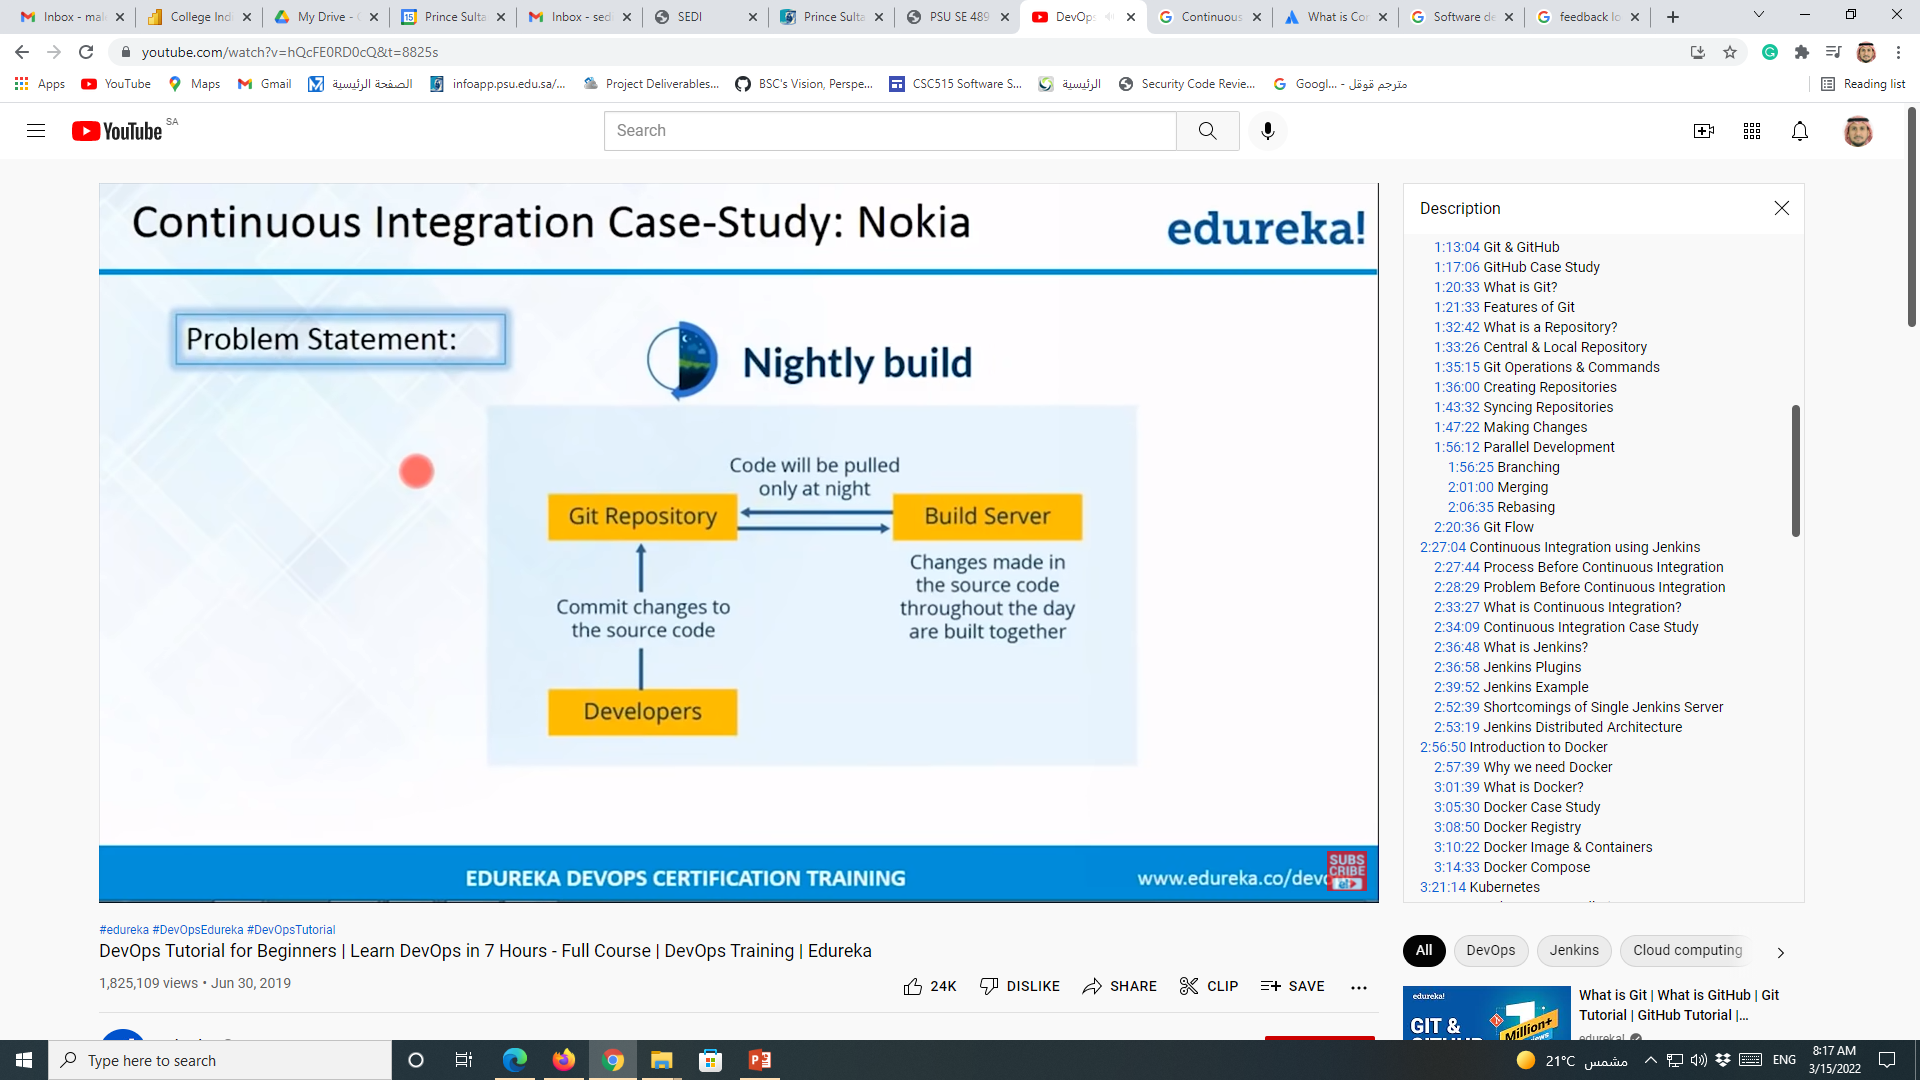 Inbox - mal
College Indi
My Drive - G
Prince Sulta
Inbox - sedi
SEDI
Prince Sulta
PSU SE 489
DevOps
Continuous
What is Con
Software de
feedback lo
youtube.com/watch?v=hQcFE0RD0cQ&t=8825s
Apps
YouTube
Maps
Gmail
الصفحة الرئيسية
infoapp.psu.edu.sa/...
Project Deliverables...
BSC's Vision, Perspe...
CSC515 Software S...
الرئيسية
Security Code Revie...
Googl... - مترجم قوقل
Reading list
YouTube SA
Search
Continuous Integration Case-Study: Nokia
edureka!
Problem Statement:
Nightly build
Code will be pulled
only at night
Git Repository
Build Server
Changes made in
the source code
throughout the day
are built together
Commit changes to
the source code
Developers
EDUREKA DEVOPS CERTIFICATION TRAINING
www.edureka.co/devo
SUBS
CRIBE
Description
1:13:04 Git & GitHub
1:17:06 GitHub Case Study
1:20:33 What is Git?
1:21:33 Features of Git
1:32:42 What is a Repository?
1:33:26 Central & Local Repository
1:35:15 Git Operations & Commands
1:36:00 Creating Repositories
1:43:32 Syncing Repositories
1:47:22 Making Changes
1:56:12 Parallel Development
1:56:25 Branching
2:01:00 Merging
2:06:35 Rebasing
2:20:36 Git Flow
2:27:04 Continuous Integration using Jenkins
2:27:44 Process Before Continuous Integration
2:28:29 Problem Before Continuous Integration
2:33:27 What is Continuous Integration?
2:34:09 Continuous Integration Case Study
2:36:48 What is Jenkins?
2:36:58 Jenkins Plugins
2:39:52 Jenkins Example
2:52:39 Shortcomings of Single Jenkins Server
2:53:19 Jenkins Distributed Architecture
2:56:50 Introduction to Docker
2:57:39 Why we need Docker
3:01:39 What is Docker?
3:05:30 Docker Case Study
3:08:50 Docker Registry
3:10:22 Docker Image & Containers
3:14:33 Docker Compose
3:21:14 Kubernetes
#edureka #DevOpsEdureka #DevOpsTutorial
DevOps Tutorial for Beginners | Learn DevOps in 7 Hours - Full Course | DevOps Training | Edureka
1,825,109 views • Jun 30, 2019
24K
DISLIKE
SHARE
CLIP
SAVE
All
DevOps
Jenkins
Cloud computing
edureka!
GIT &
Million+
What is Git | What is GitHub | Git
Tutorial | GitHub Tutorial |...
edureka!
Type here to search
21°C مشمس
ENG
8:17 AM
3/15/2022